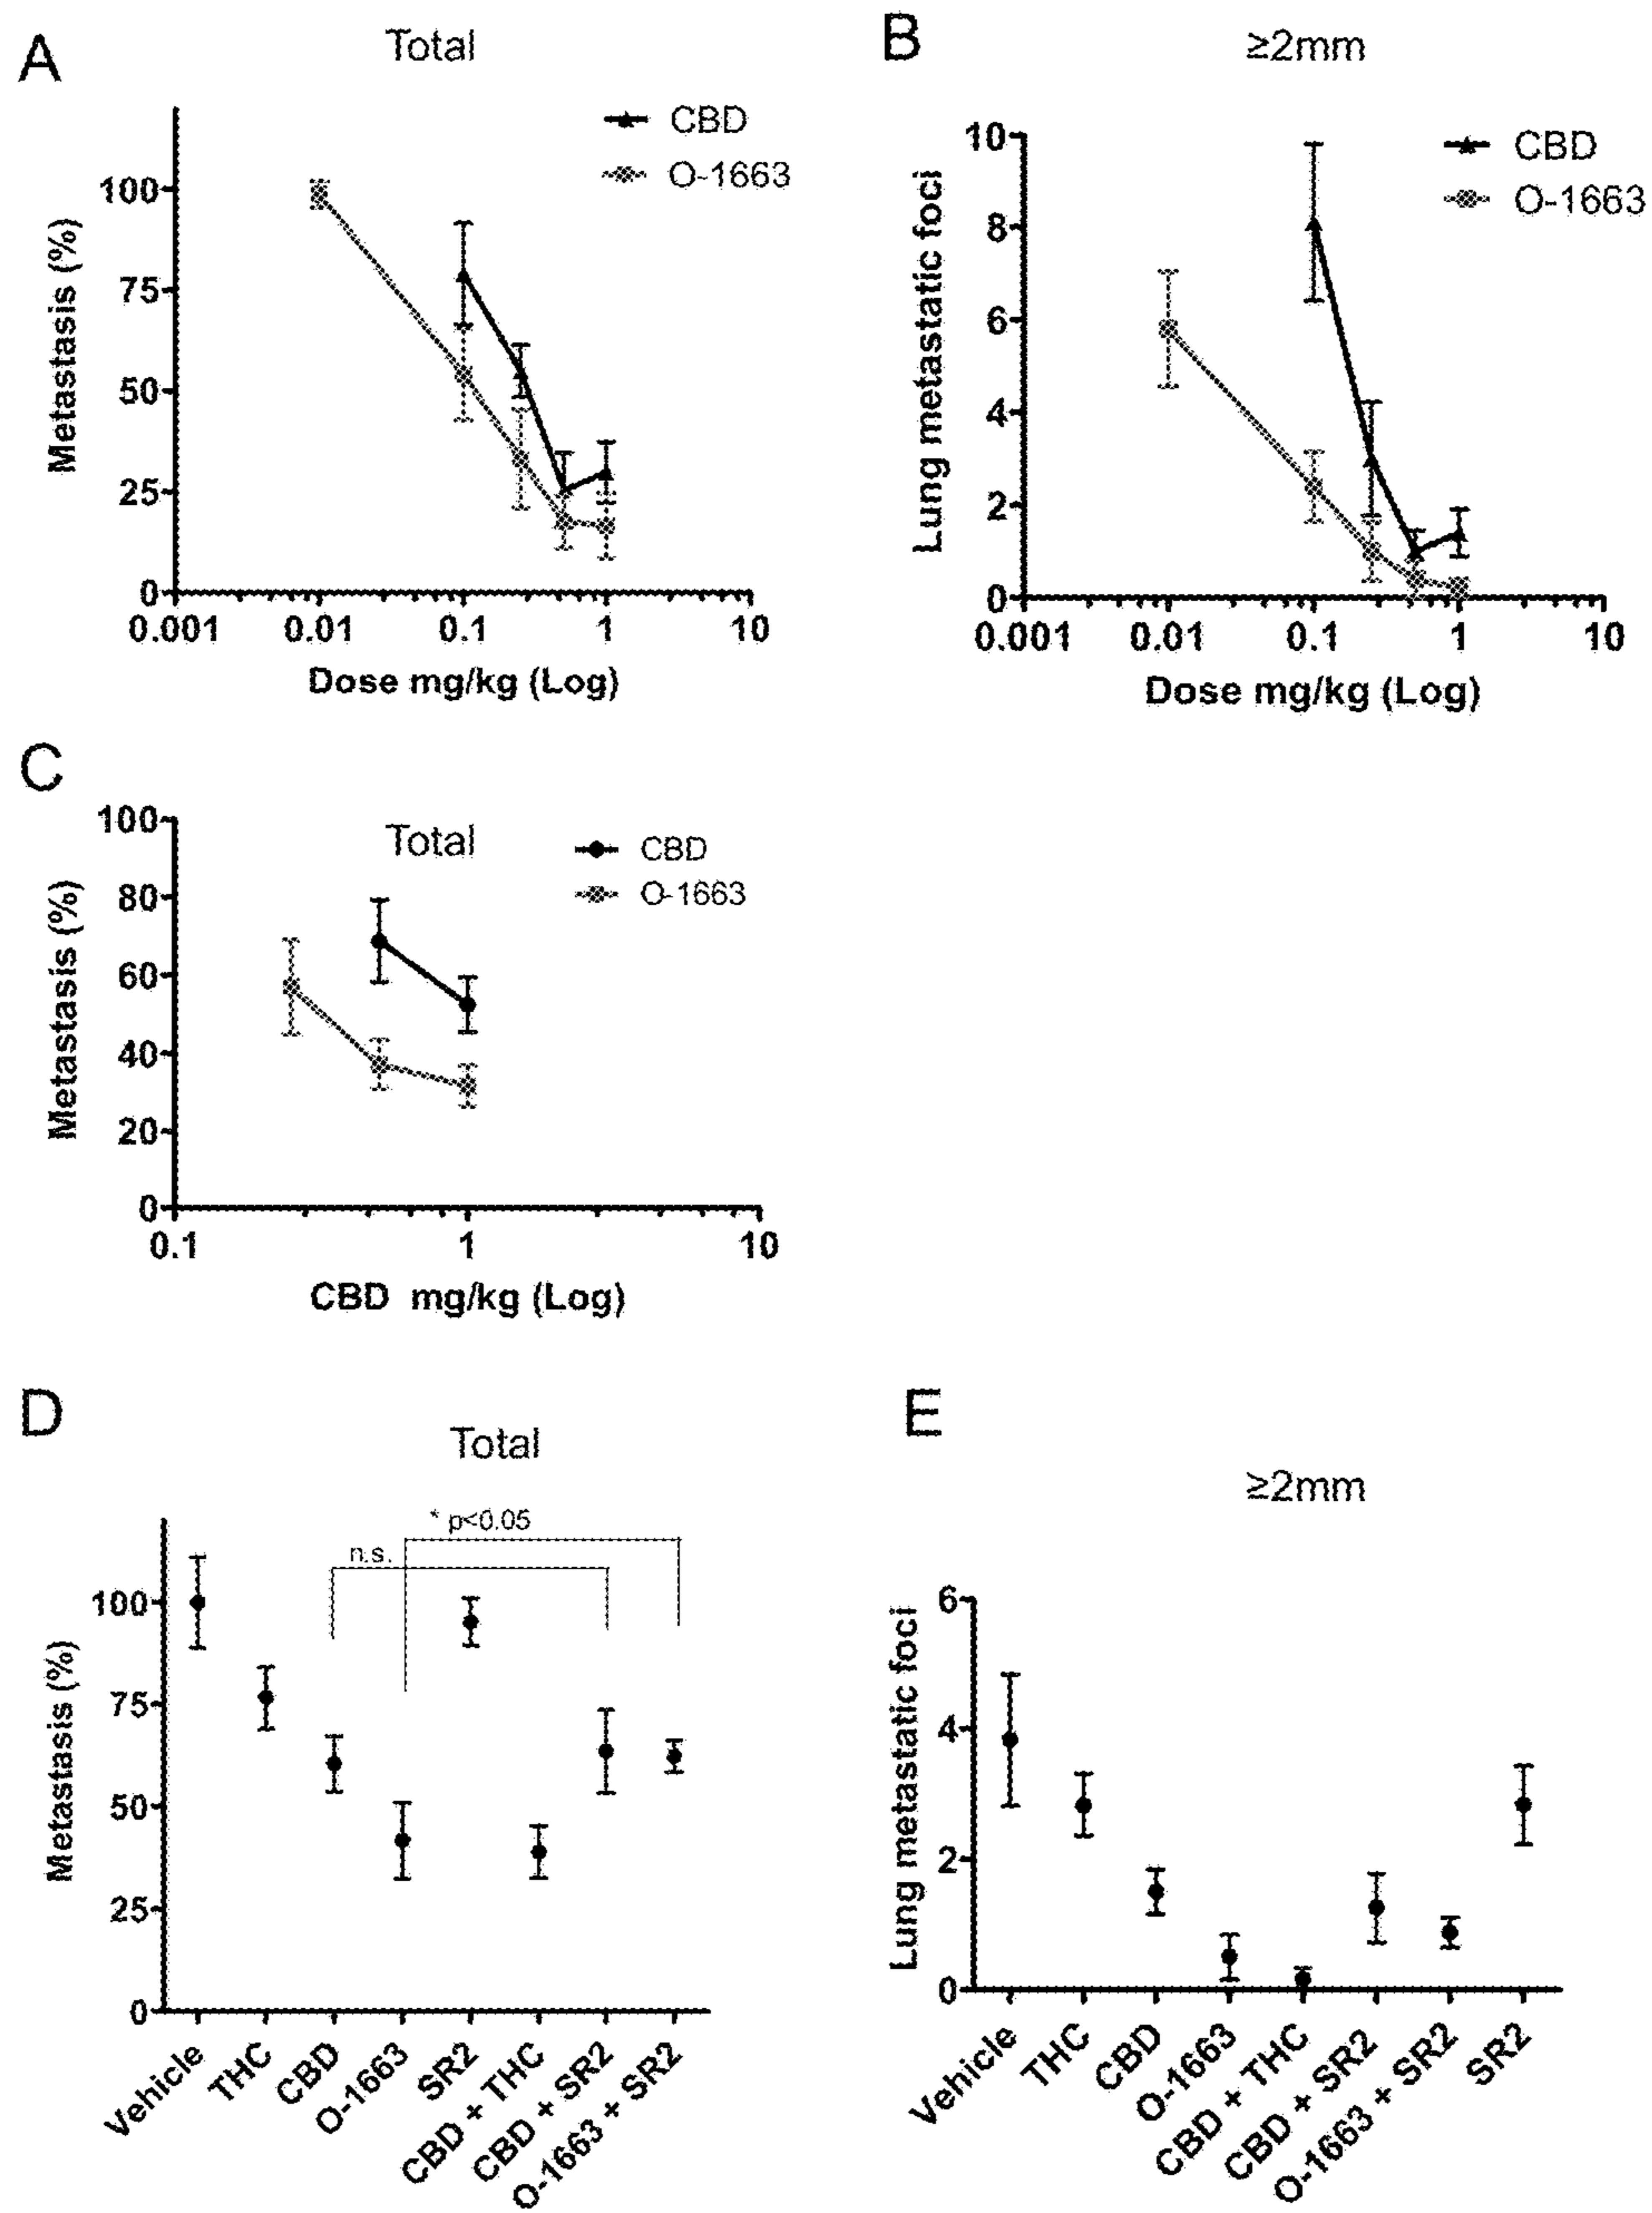 A
Total
CBD
O-1663
Metastasis (%)
100
75
50
25
0
0.001 0.01 0.1 1 10
Dose mg/kg (Log)
B
≥2mm
CBD
O-1663
Lung metastatic foci
10
8
6
4
2
0
0.001 0.01 0.1 1 10
Dose mg/kg (Log)
C
Total
CBD
O-1663
Metastasis (%)
100
80
60
40
20
0
0.1 1 10
CBD mg/kg (Log)
D
Total
* p<0.05
n.s.
Metastasis (%)
100
75
50
25
0
Vehicle
THC
CBD
O-1663
SR2
CBD + THC
CBD + SR2
O-1663 + SR2
E
≥2mm
Lung metastatic foci
6
4
2
0
Vehicle
THC
CBD
O-1663
CBD + THC
CBD + SR2
O-1663 + SR2
SR2